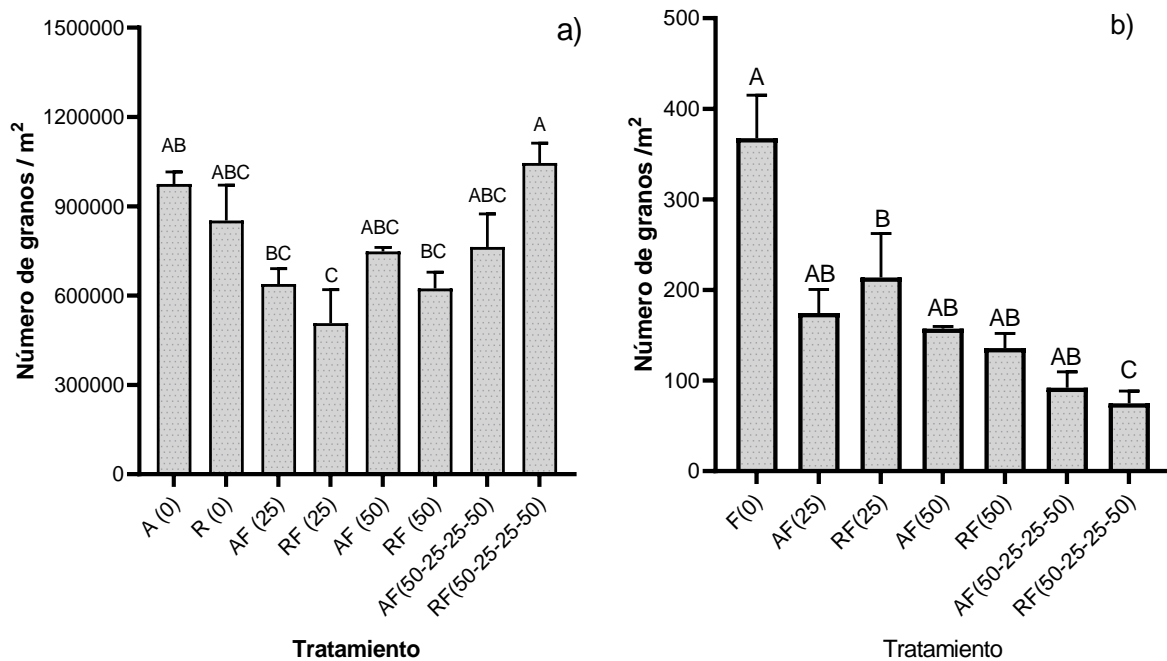 a)
Número de granos / m²
1500000
1200000
900000
600000
300000
0
AB
ABC
BC
C
ABC
BC
ABC
A
A (0)
R (0)
AF (25)
RF (25)
AF (50)
RF (50)
AF(50-25-25-50)
RF(50-25-25-50)
Tratamiento
b)
Número de granos /m²
500
400
300
200
100
0
A
AB
B
AB
AB
AB
C
F(0)
AF(25)
RF(25)
AF(50)
RF(50)
AF(50-25-25-50)
RF(50-25-25-50)
Tratamiento